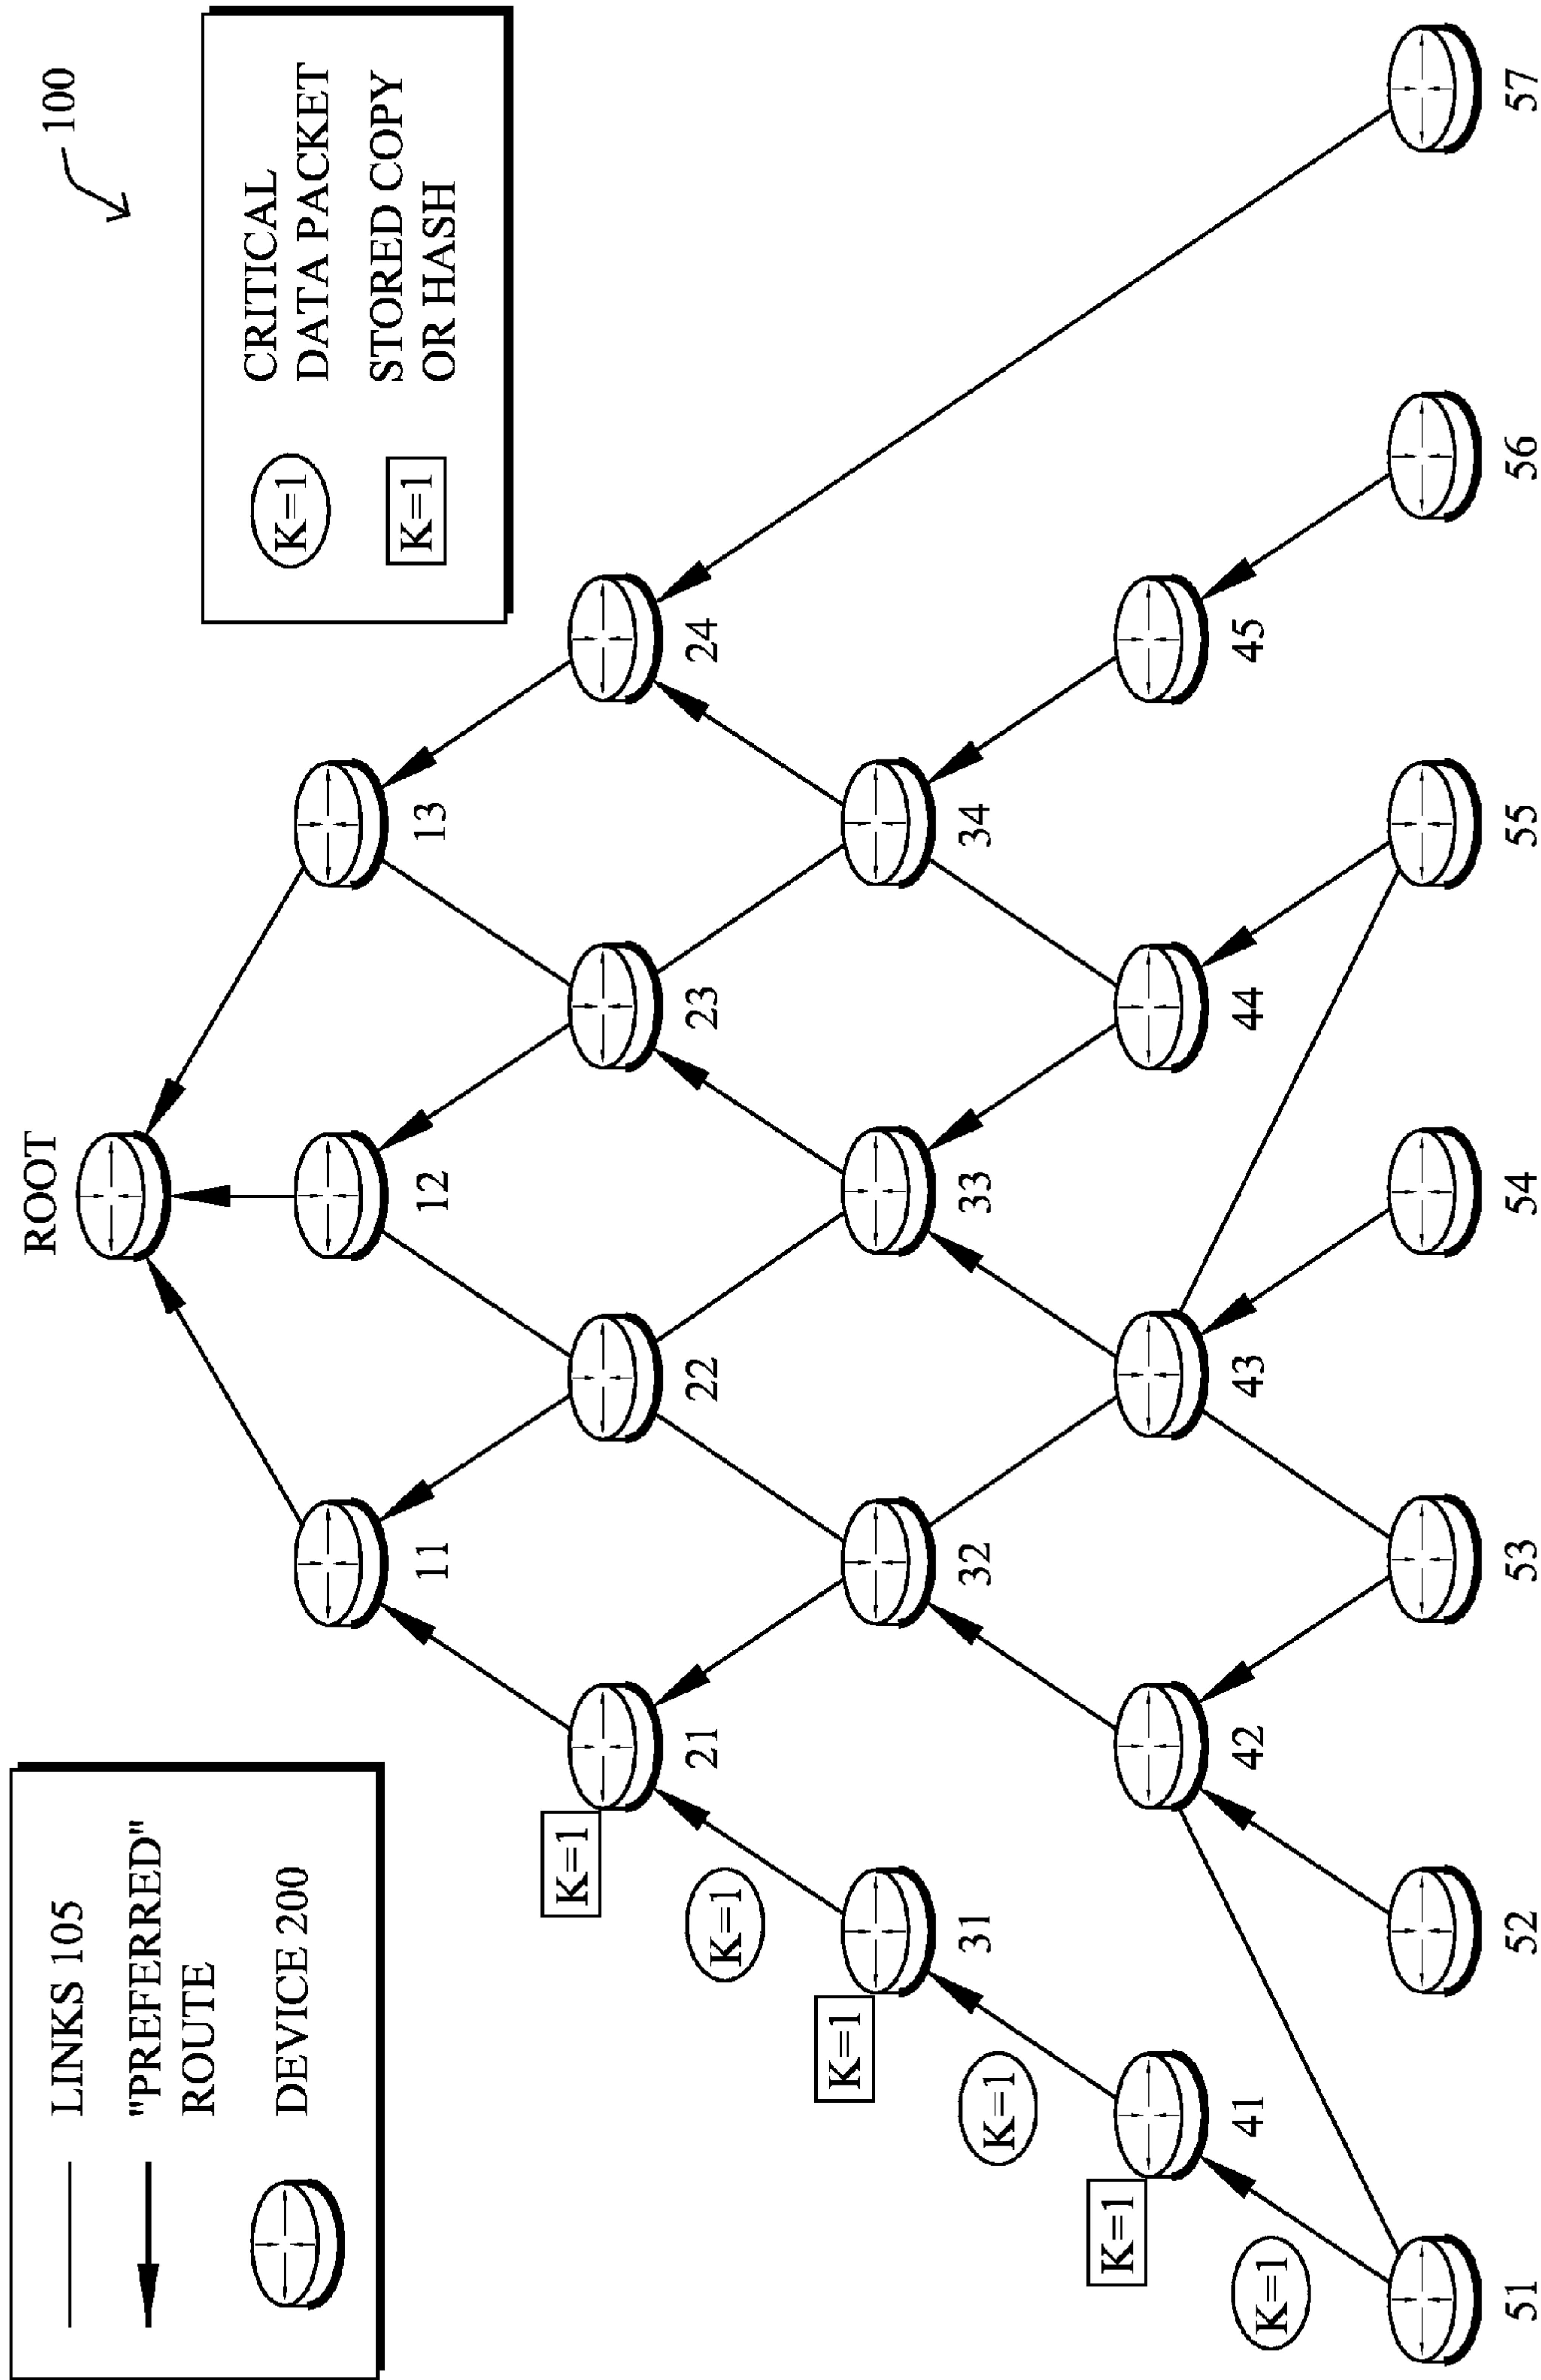 LINKS 105
"PREFERRED"
ROUTE
DEVICE 200
ROOT
100
K=1
CRITICAL
DATA PACKET
K=1
STORED COPY
OR HASH
11
12
13
K=1
21
22
23
24
K=1
K=1
31
32
33
34
K=1
K=1
41
42
43
44
45
K=1
51
52
53
54
55
56
57